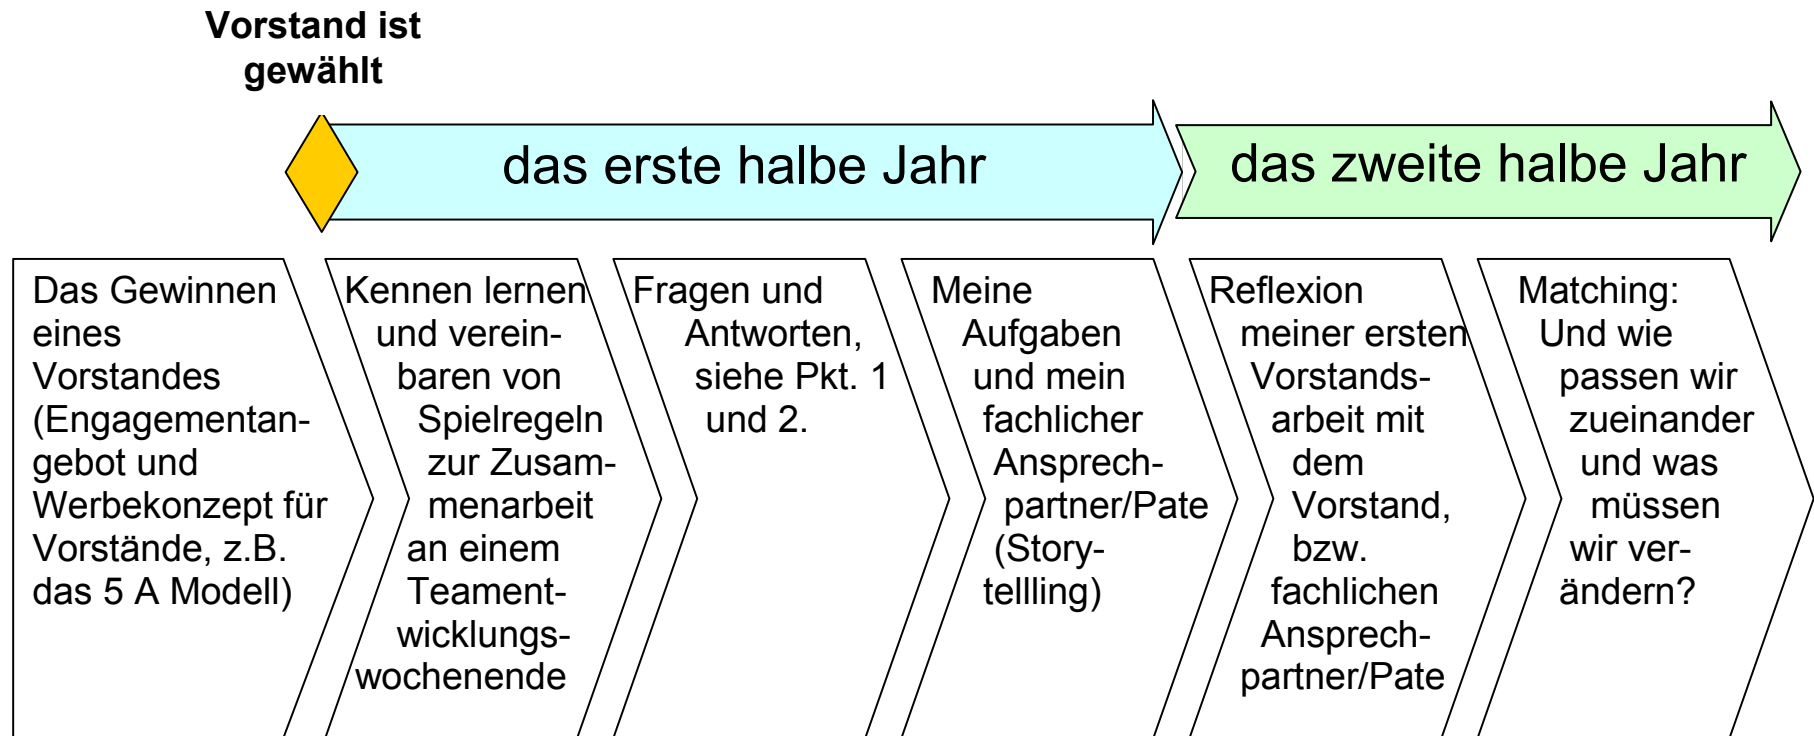 Vorstand ist
gewählt
das erste halbe Jahr
das zweite halbe Jahr
Das Gewinnen
eines
Vorstandes
(Engagementan-
gebot und
Werbekonzept für
Vorstände, z.B.
das 5 A Modell)
Kennen lernen
und verein-
baren von
Spielregeln
zur Zusam-
menarbeit
an einem
Teament-
wicklungs-
wochenende
Fragen und
Antworten,
siehe Pkt. 1
und 2.
Meine
Aufgaben
und mein
fachlicher
Ansprech-
partner/Pate
(Story-
tellling)
Reflexion
meiner ersten
Vorstands-
arbeit mit
dem
Vorstand,
bzw.
fachlichen
Ansprech-
partner/Pate
Matching:
Und wie
passen wir
zueinander
und was
müssen
wir ver-
ändern?